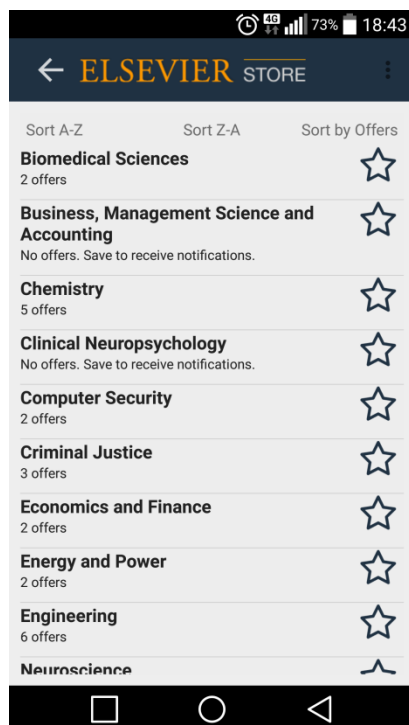 4G 73% 18:43
ELSEVIER STORE
Sort A-Z Sort Z-A Sort by Offers
Biomedical Sciences
2 offers
Business, Management Science and
Accounting
No offers. Save to receive notifications.
Chemistry
5 offers
Clinical Neuropsychology
No offers. Save to receive notifications.
Computer Security
2 offers
Criminal Justice
3 offers
Economics and Finance
2 offers
Energy and Power
2 offers
Engineering
6 offers
Neuroscience